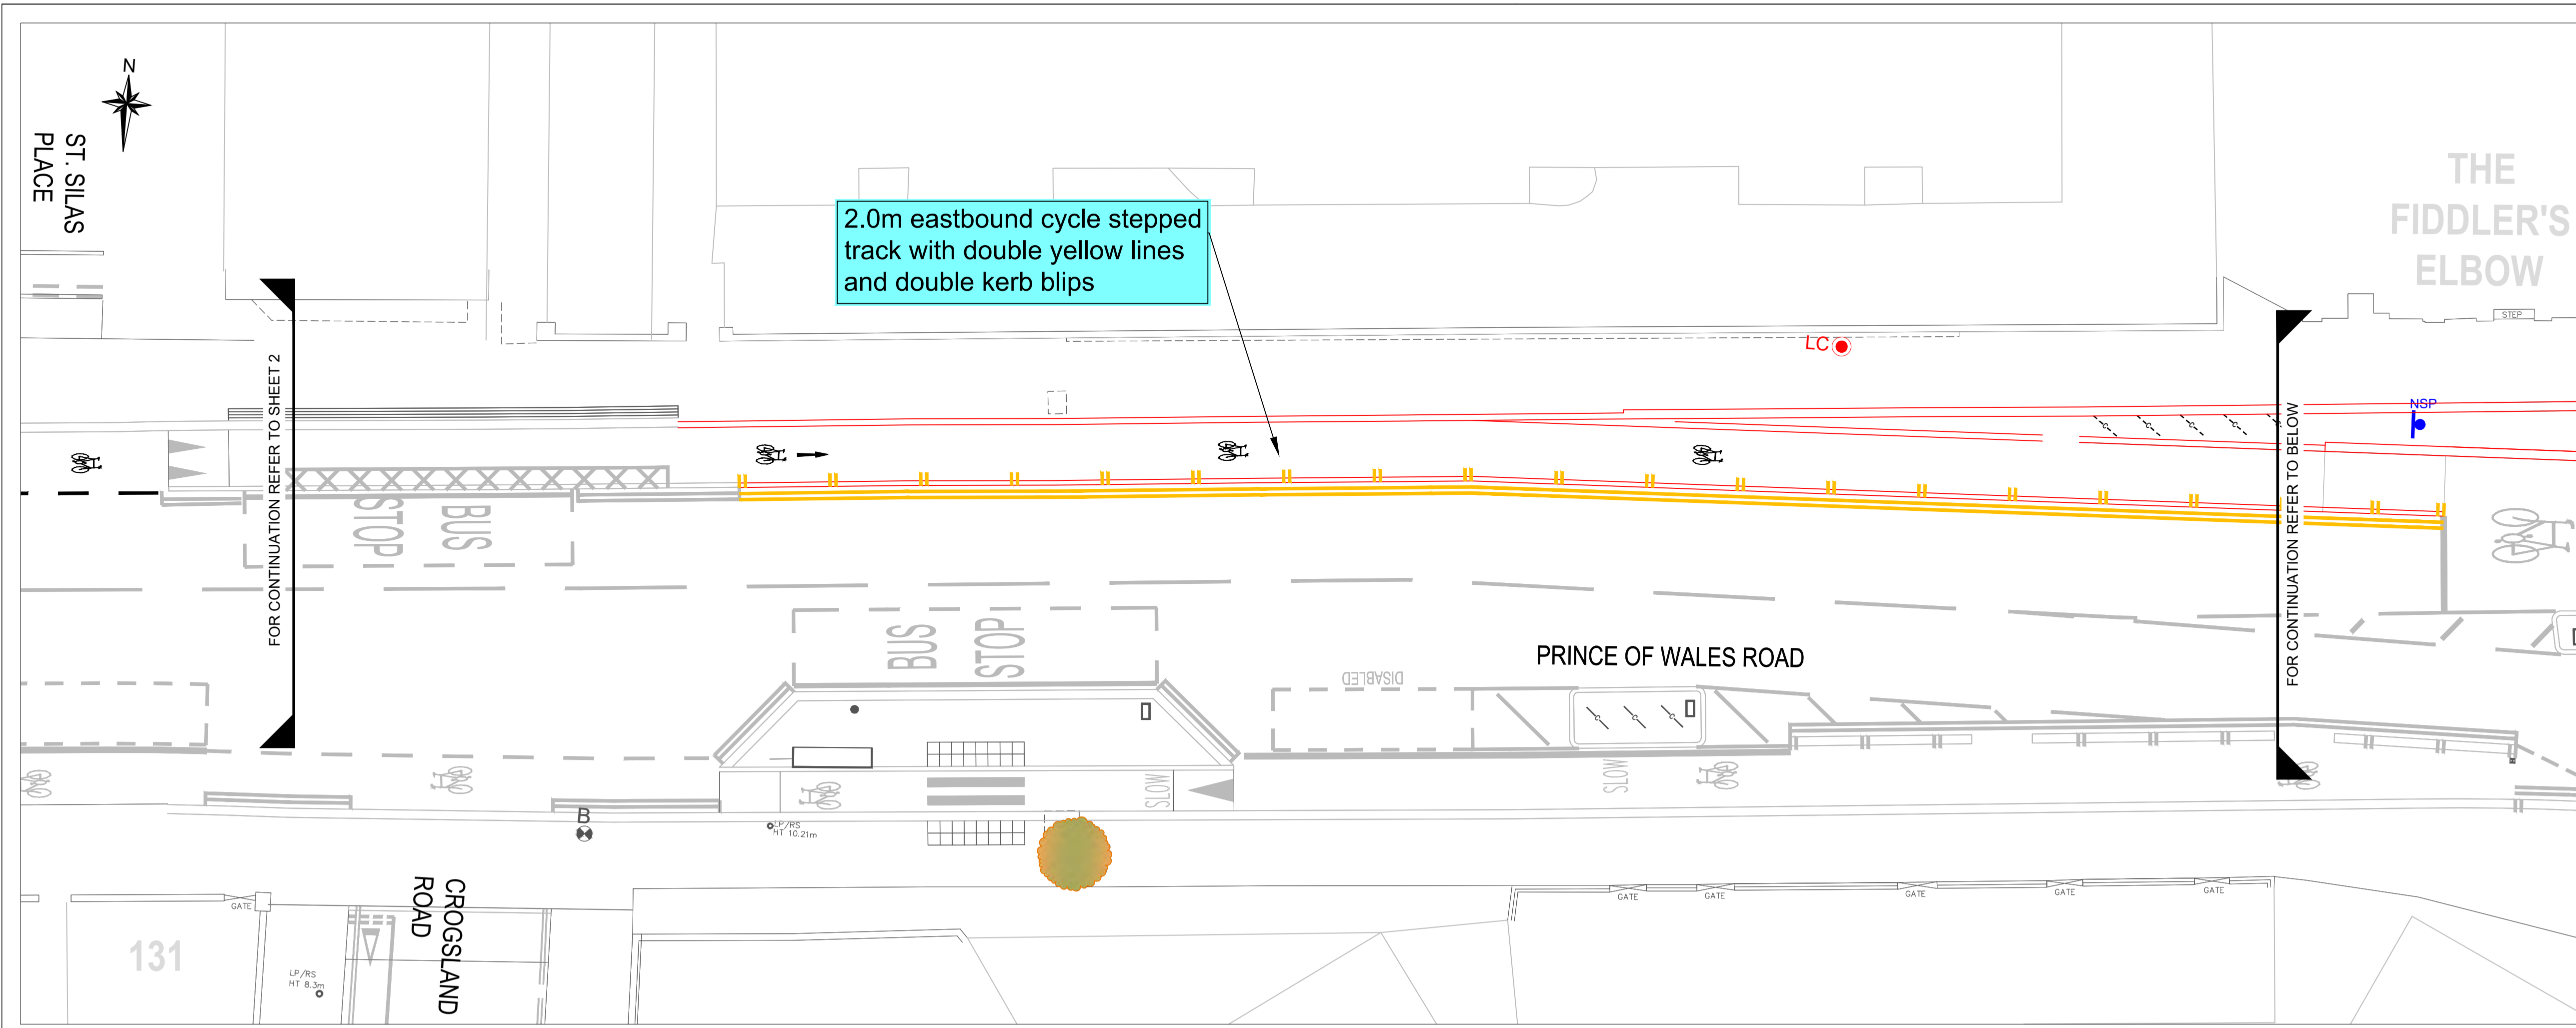 N
ST. SILAS
PLACE
2.0m eastbound cycle stepped
track with double yellow lines
and double kerb blips
THE
FIDDLER'S
ELBOW
STEP
LC
NSP
FOR CONTINUATION REFER TO SHEET 2
FOR CONTINUATION REFER TO BELOW
BUS
STOP
BUS
STOP
PRINCE OF WALES ROAD
DISABLED
SLOW
SLOW
B
LP/RS
HT 10.21m
CROGSLAND
ROAD
GATE
GATE
GATE
GATE
GATE
GATE
131
LP/RS
HT 8.3m